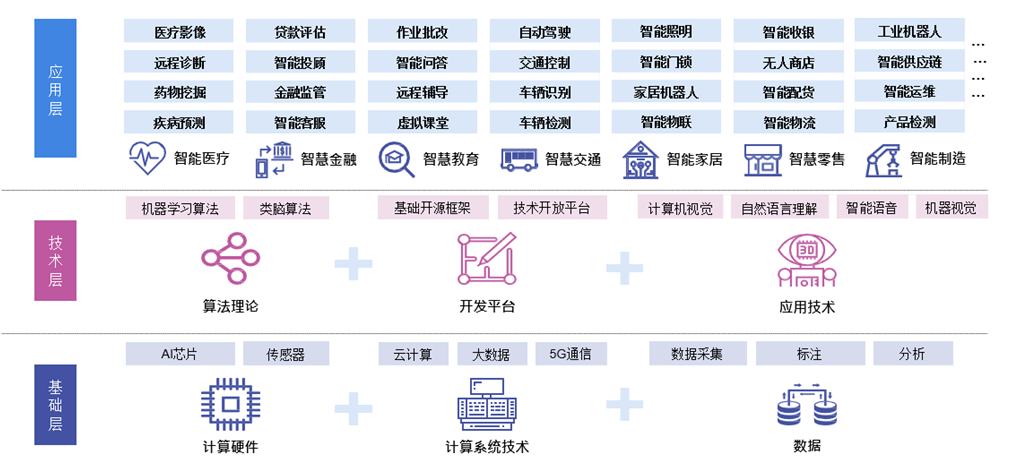 应用层
医疗影像 贷款评估 作业批改 自动驾驶 智能照明 智能收银 工业机器人 ...
远程诊断 智能投顾 智能问答 交通控制 智能门锁 无人商店 智能供应链 ...
药物挖掘 金融监管 远程辅导 车辆识别 家居机器人 智能配货 智能运维 ...
疾病预测 智能客服 虚拟课堂 车辆检测 智能物联 智能物流 产品检测 ...
智能医疗 智慧金融 智慧教育 智慧交通 智能家居 智慧零售 智能制造
技术层
机器学习算法 类脑算法 基础开源框架 技术开放平台 计算机视觉 自然语言理解 智能语音 机器视觉
3D
算法理论 + 开发平台 + 应用技术
基础层
AI芯片 传感器 云计算 大数据 5G通信 数据采集 标注 分析
计算硬件 + 计算系统技术 + 数据